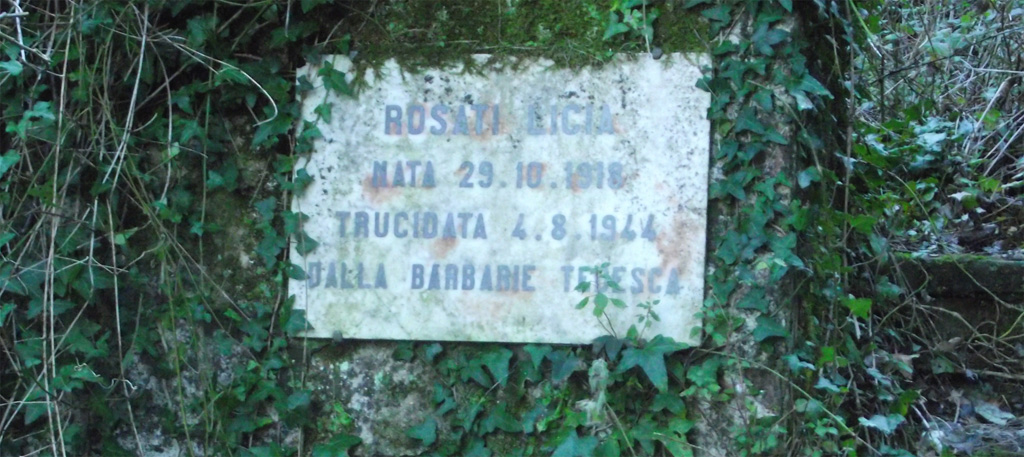 ROSATI LICIA
NATA 29.10.1918
TRUCIDATA 4.8.1944
DALLA BARBARIE TEDESCA